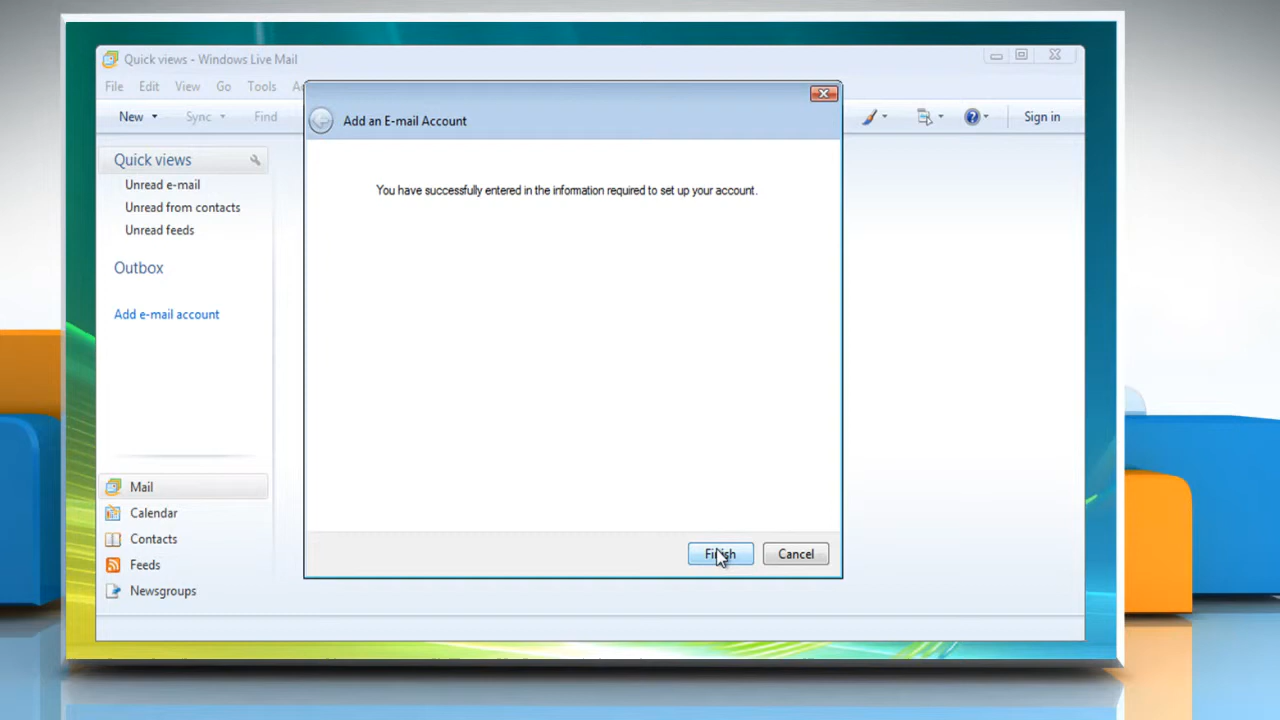 Quick views - Windows Live Mail
File Edit View Go Tools
New Sync Find Sign in
Add an E-mail Account
You have successfully entered in the information required to set up your account.
Quick views
Unread e-mail
Unread from contacts
Unread feeds
Outbox
Add e-mail account
Mail
Calendar
Contacts
Feeds
Newsgroups
Finish Cancel